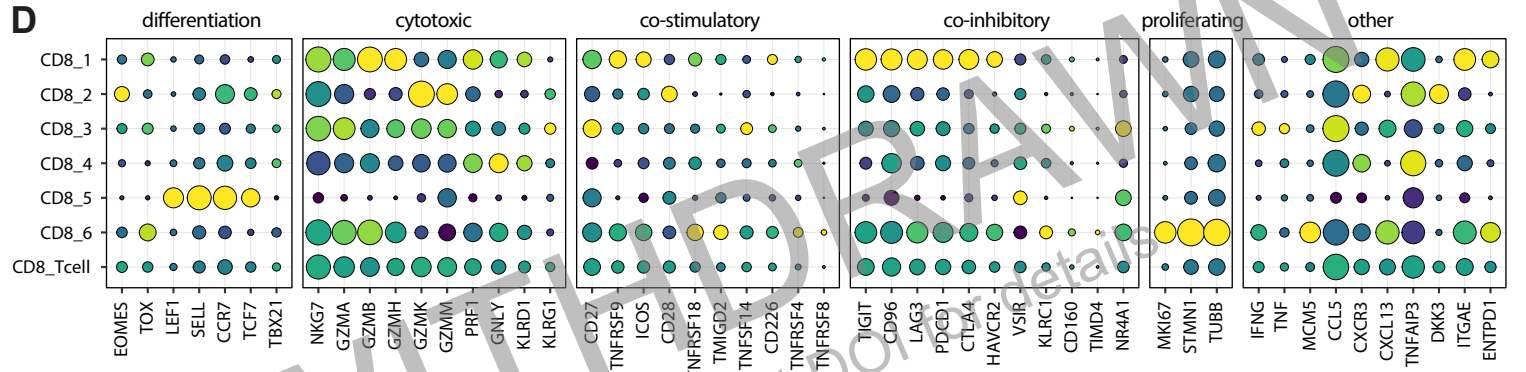 D
differentiation cytotoxic co-stimulatory co-inhibitory proliferating other
CD8_1
CD8_2
CD8_3
CD8_4
CD8_5
CD8_6
CD8_Tcell
EOMES TOX LEF1 SELL CCR7 TCF7 TBX21 NKG7 GZMA GZMB GZMH GZMK GZMM PRF1 GNLY KLRD1 KLRG1 CD27 TNFRSF9 ICOS CD28 TNFRSF18 TMIGD2 TNFSF14 CD226 TNFRSF4 TNFRSF8 TIGIT CD96 LAG3 PDCD1 CTLA4 HAVCR2 VSIR KLRC1 CD160 TIMD4 NR4A1 MKI67 STMN1 TUBB IFNG TNF MCM5 CCL5 CXCR3 CXCL13 TNFAIP3 DKK3 ITGAE ENTPD1
WITHDRAWN
for details